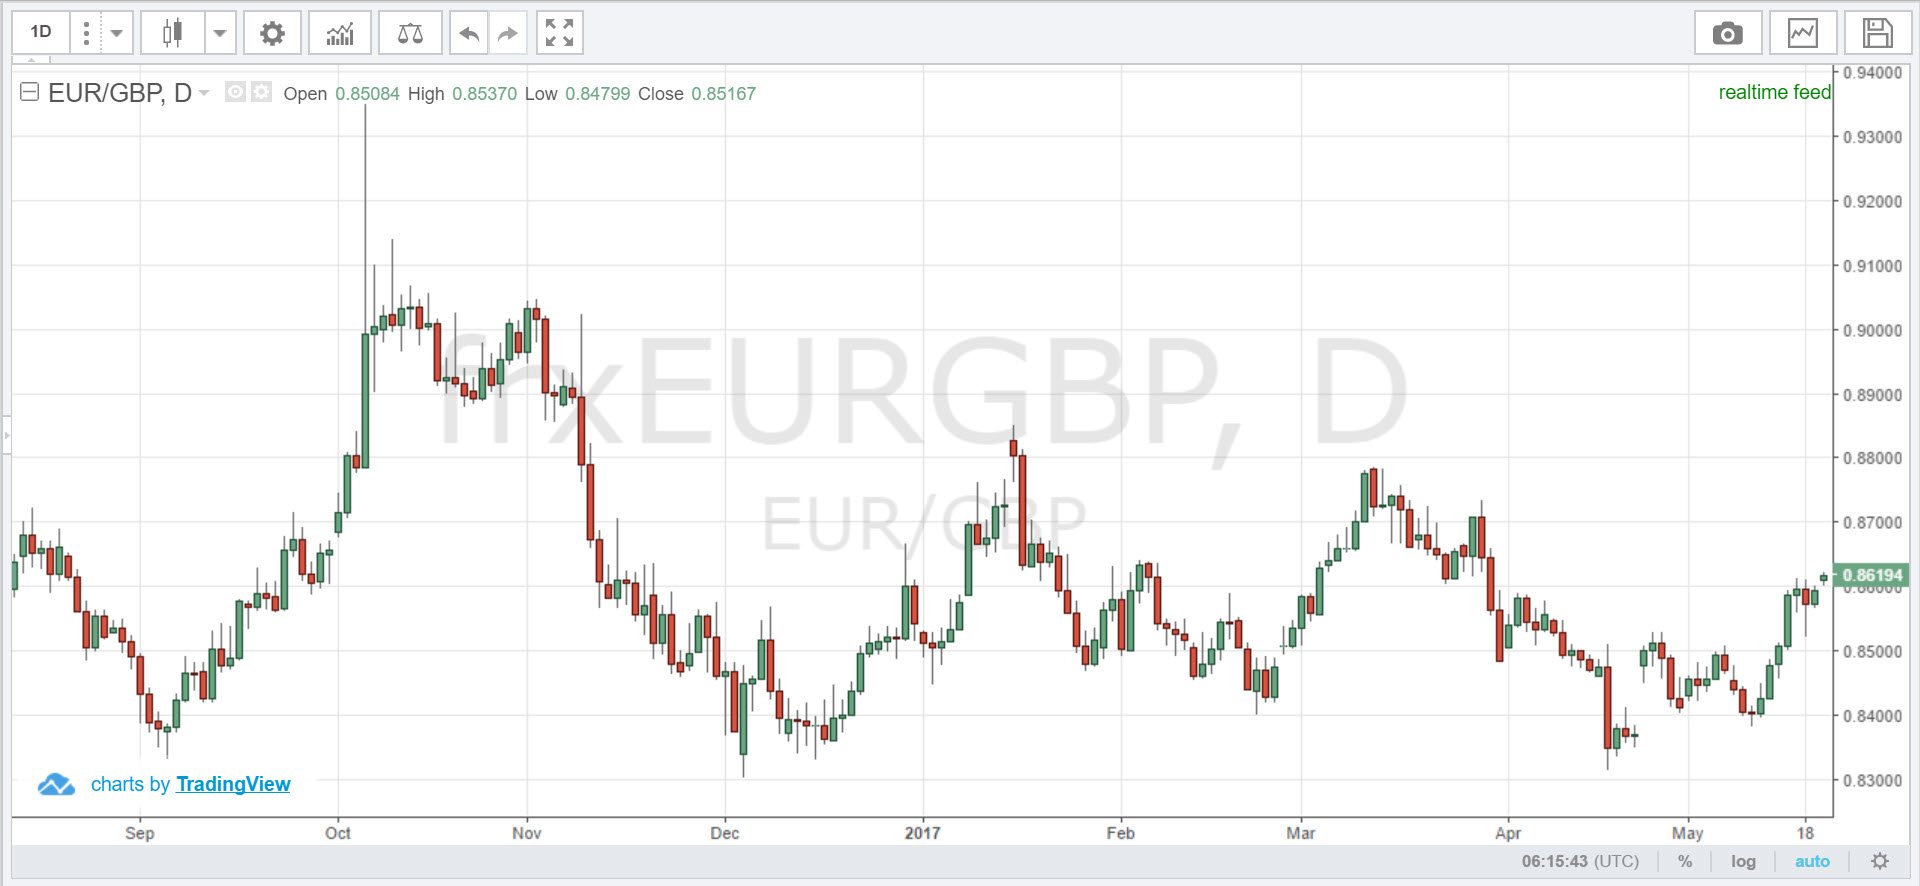 1D
EUR/GBP, D Open 0.85084 High 0.85370 Low 0.84799 Close 0.85167
realtime feed
frxEURGBP, D
EUR/GBP
0.94000
0.93000
0.92000
0.91000
0.90000
0.89000
0.88000
0.87000
0.86194
0.86000
0.85000
0.84000
0.83000
charts by TradingView
Sep Oct Nov Dec 2017 Feb Mar Apr May 18
06:15:43 (UTC) % log auto